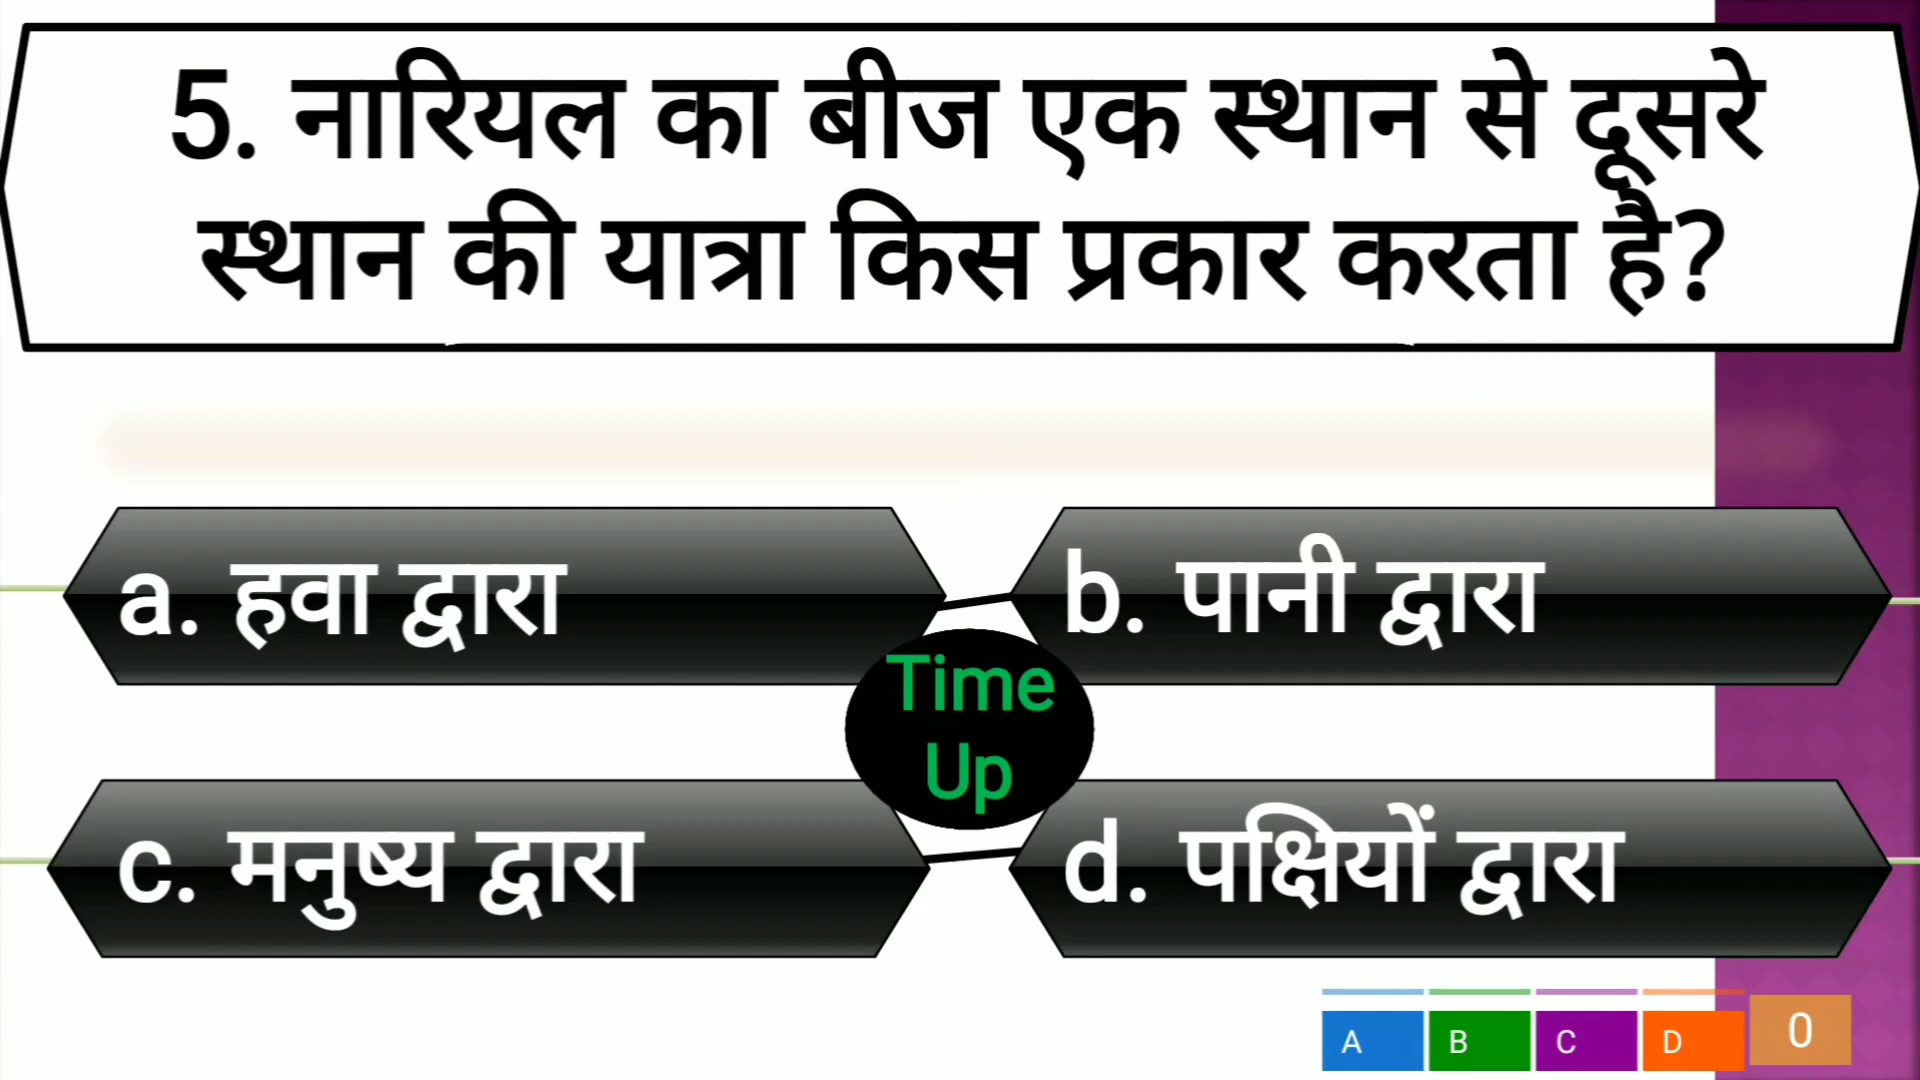 5. नारियल का बीज एक स्थान से दूसरे
स्थान की यात्रा किस प्रकार करता है?
a. हवा द्वारा
b. पानी द्वारा
Time
Up
c. मनुष्य द्वारा
d. पक्षियों द्वारा
A B C D 0